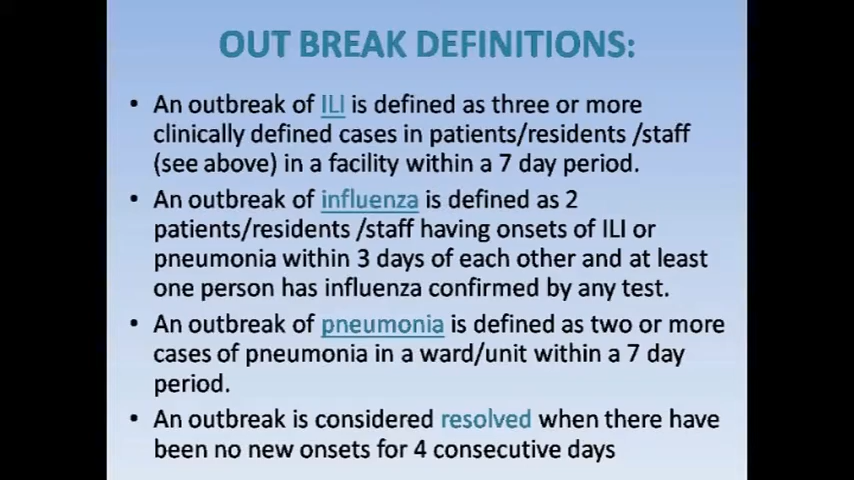 OUT BREAK DEFINITIONS:
• An outbreak of ILI is defined as three or more
clinically defined cases in patients/residents /staff
(see above) in a facility within a 7 day period.
• An outbreak of influenza is defined as 2
patients/residents /staff having onsets of ILI or
pneumonia within 3 days of each other and at least
one person has influenza confirmed by any test.
• An outbreak of pneumonia is defined as two or more
cases of pneumonia in a ward/unit within a 7 day
period.
• An outbreak is considered resolved when there have
been no new onsets for 4 consecutive days